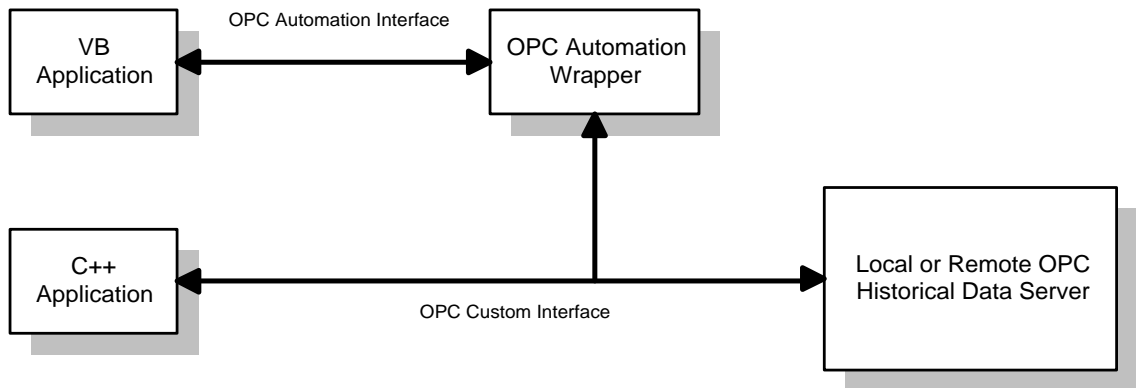 OPC Automation Interface
VB
Application
OPC Automation
Wrapper
C++
Application
OPC Custom Interface
Local or Remote OPC
Historical Data Server